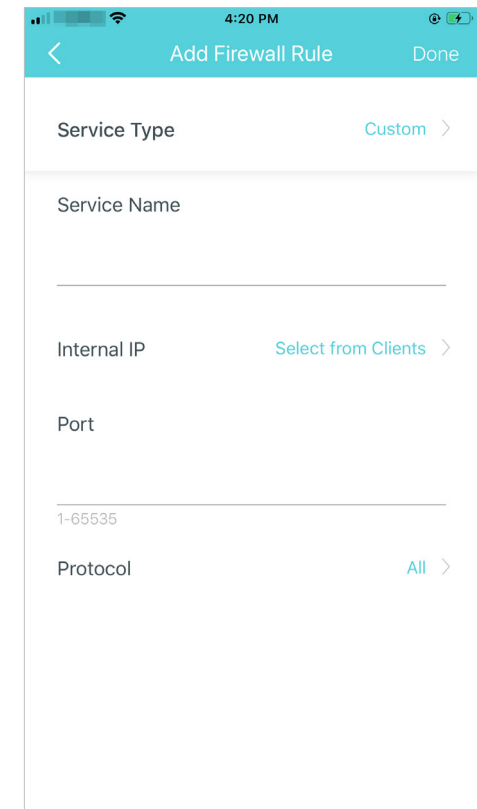 4:20 PM
Add Firewall Rule Done
Service Type Custom
Service Name
Internal IP Select from Clients
Port
1-65535
Protocol All